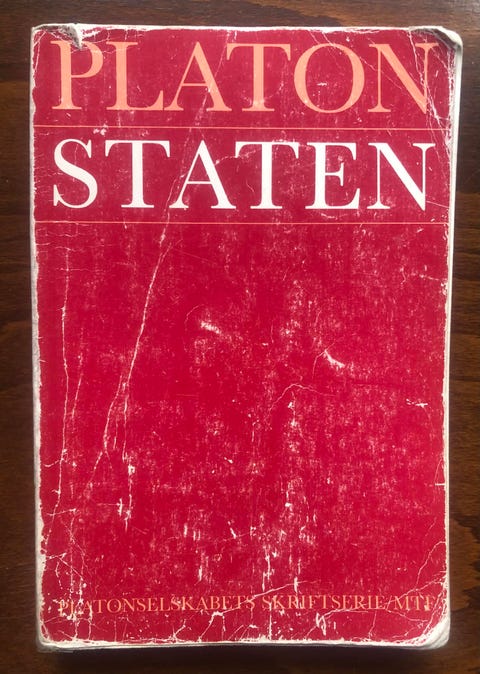 PLATON
STATEN
PLATONSELSKABETS SKRIFTSERIE/MTF